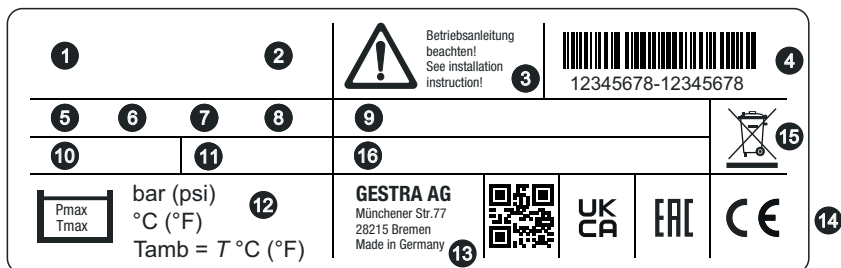 1
2
Betriebsanleitung
beachten!
See installation
instruction!
3
12345678-12345678
4
5
6
7
8
9
10
11
16
15
Pmax
Tmax
bar (psi)
°C (°F)
Tamb = T °C (°F)
12
GESTRA AG
Münchener Str.77
28215 Bremen
Made in Germany
13
UK
CA
EAC
CE
14